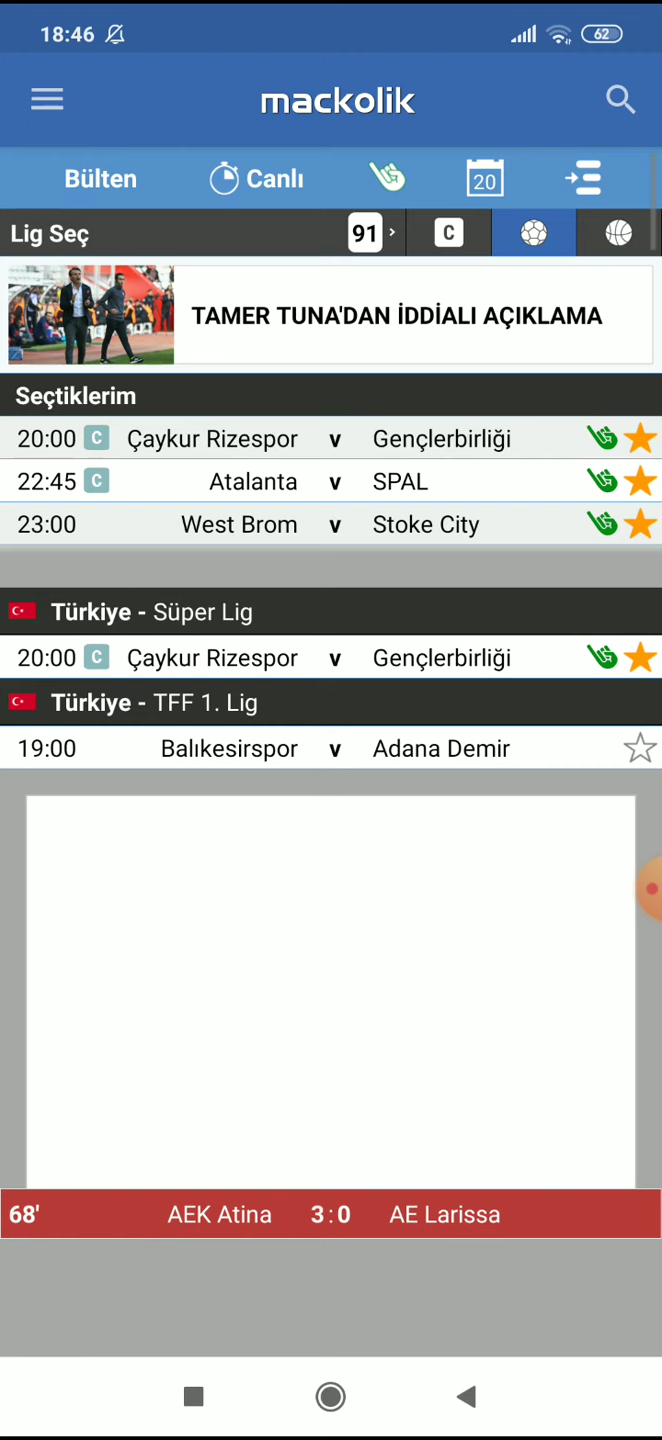 18:46 62
mackolik
Bülten Canlı 20
Lig Seç 91 › C
TAMER TUNA'DAN İDDİALI AÇIKLAMA
Seçtiklerim
20:00 C Çaykur Rizespor v Gençlerbirliği
22:45 C Atalanta v SPAL
23:00 West Brom v Stoke City
Türkiye - Süper Lig
20:00 C Çaykur Rizespor v Gençlerbirliği
Türkiye - TFF 1. Lig
19:00 Balıkesirspor v Adana Demir
68' AEK Atina 3:0 AE Larissa